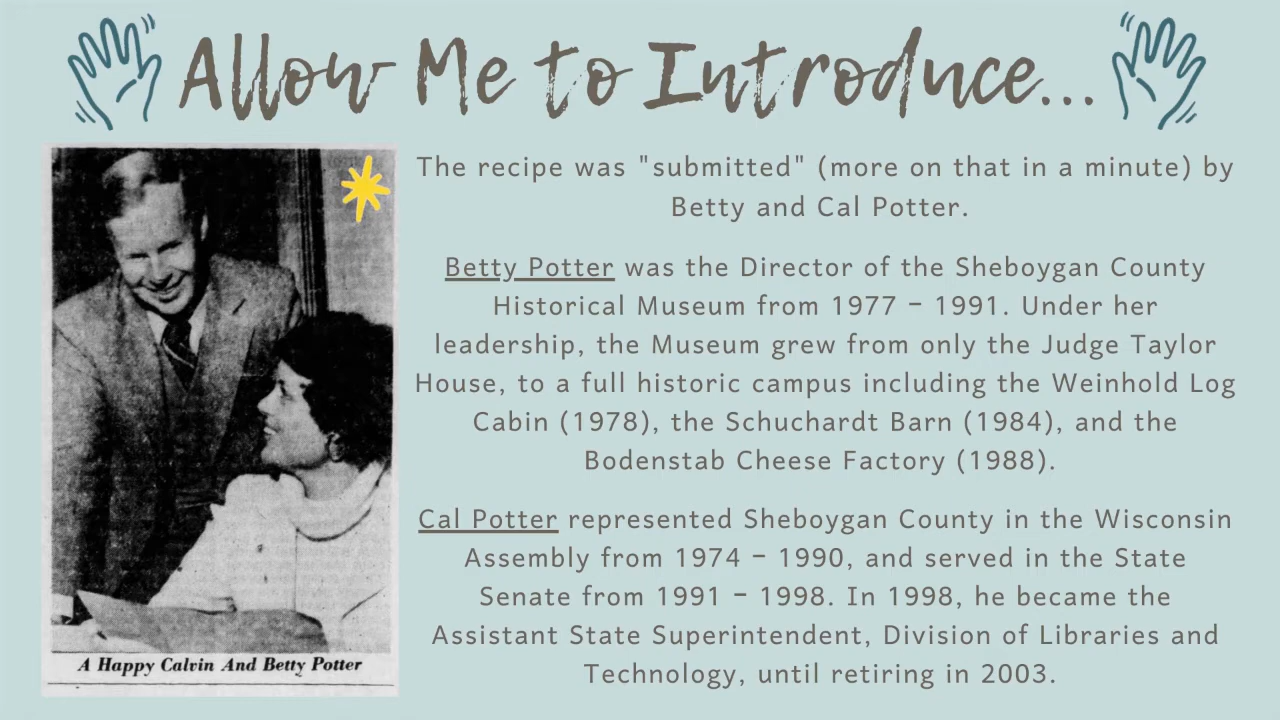 Allow Me to Introduce...
The recipe was "submitted" (more on that in a minute) by
Betty and Cal Potter.
Betty Potter was the Director of the Sheboygan County
Historical Museum from 1977 – 1991. Under her
leadership, the Museum grew from only the Judge Taylor
House, to a full historic campus including the Weinhold Log
Cabin (1978), the Schuchardt Barn (1984), and the
Bodenstab Cheese Factory (1988).
Cal Potter represented Sheboygan County in the Wisconsin
Assembly from 1974 – 1990, and served in the State
Senate from 1991 – 1998. In 1998, he became the
Assistant State Superintendent, Division of Libraries and
Technology, until retiring in 2003.
A Happy Calvin And Betty Potter